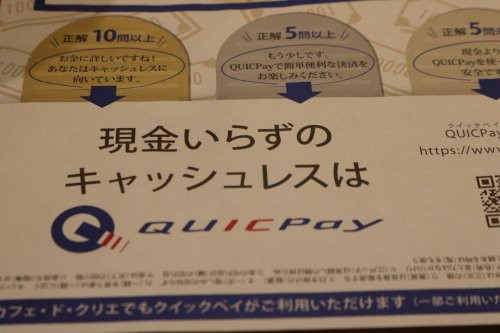 正解 10問以上
お金に詳しいですね！
あなたはキャッシュレスに
向いています。
正解 5問以上
もう少しです。
QUICPayで簡単便利な決済を
お楽しみください。
正解 5問
現金より
QUICPayを使っ
安全で
現金いらずの
キャッシュレスは
QUICPay
クイックペイ
QUICPay
https://www
カフェ・ド・クリエでもクイックペイがご利用いただけます（一部ご利用い